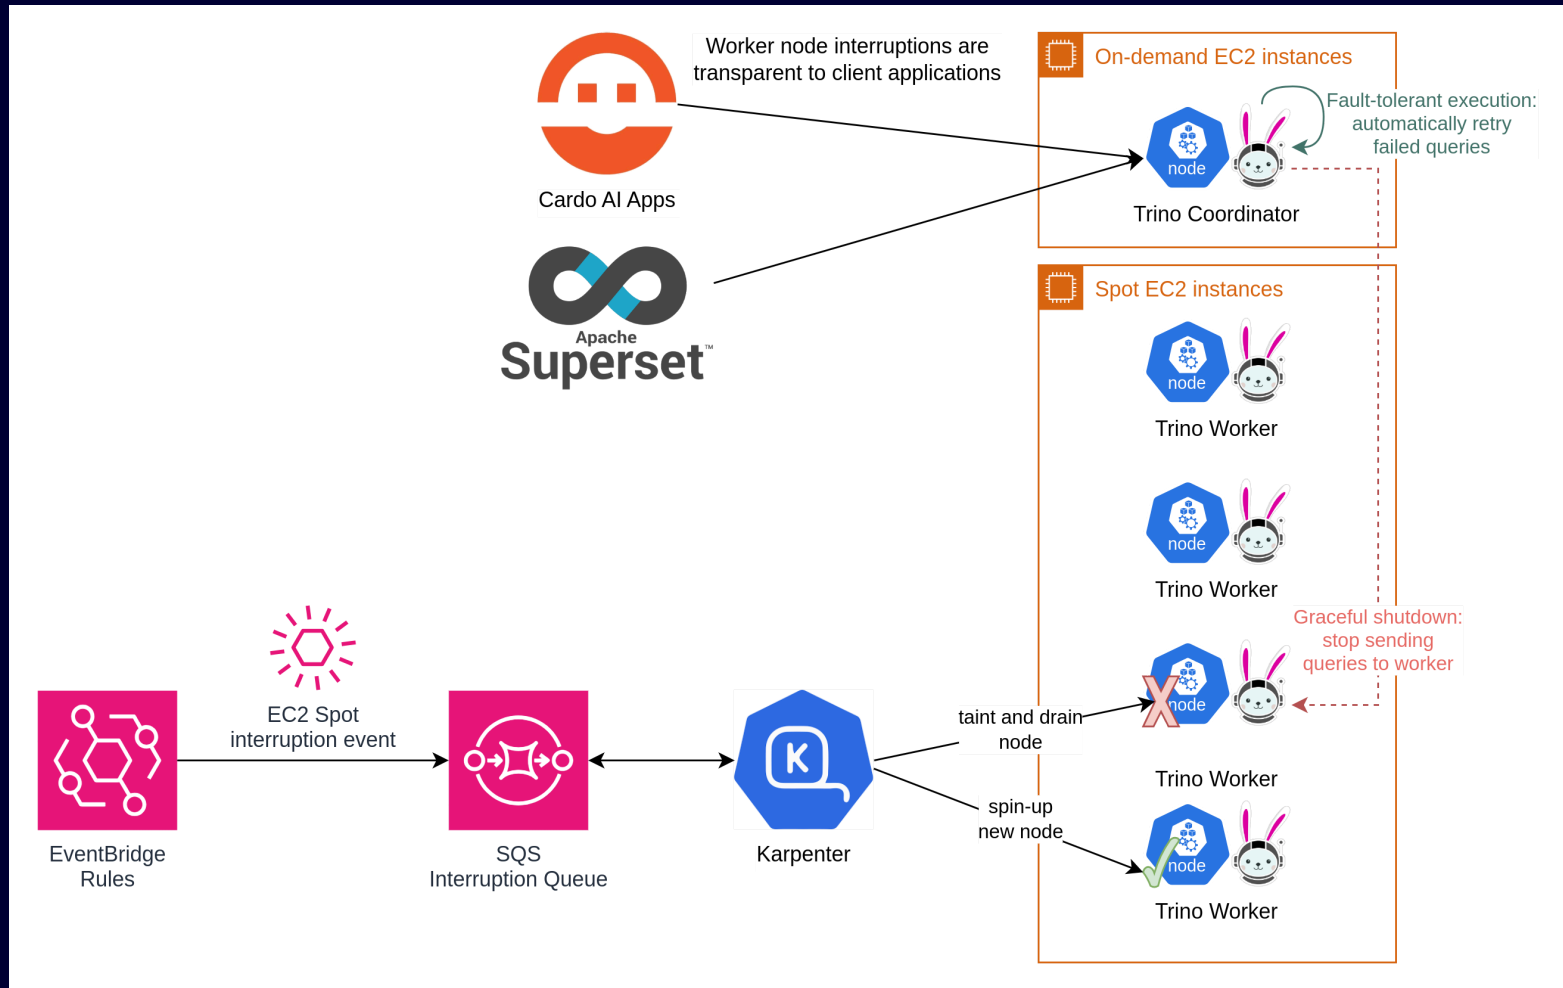 Worker node interruptions are
transparent to client applications
Cardo AI Apps
Apache
Superset™
On-demand EC2 instances
Fault-tolerant execution:
automatically retry
failed queries
node
Trino Coordinator
Spot EC2 instances
node
Trino Worker
node
Trino Worker
Graceful shutdown:
stop sending
queries to worker
node
Trino Worker
node
Trino Worker
EC2 Spot
interruption event
EventBridge
Rules
SQS
Interruption Queue
K
Karpenter
taint and drain
node
spin-up
new node